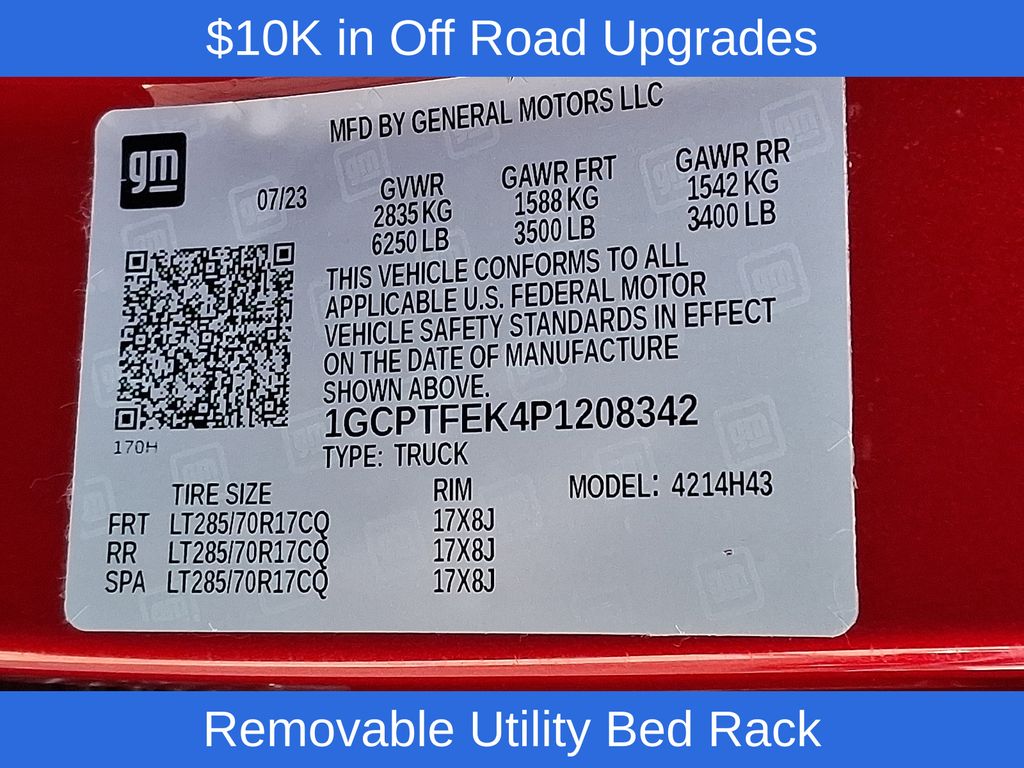 $10K in Off Road Upgrades
MFD BY GENERAL MOTORS LLC
gm
07/23
GVWR
2835 KG
6250 LB
GAWR FRT
1588 KG
3500 LB
GAWR RR
1542 KG
3400 LB
THIS VEHICLE CONFORMS TO ALL
APPLICABLE U.S. FEDERAL MOTOR
VEHICLE SAFETY STANDARDS IN EFFECT
ON THE DATE OF MANUFACTURE
SHOWN ABOVE.
1GCPTFEK4P1208342
170H
TYPE: TRUCK
TIRE SIZE RIM MODEL: 4214H43
FRT LT285/70R17CQ 17X8J
RR LT285/70R17CQ 17X8J
SPA LT285/70R17CQ 17X8J
Removable Utility Bed Rack